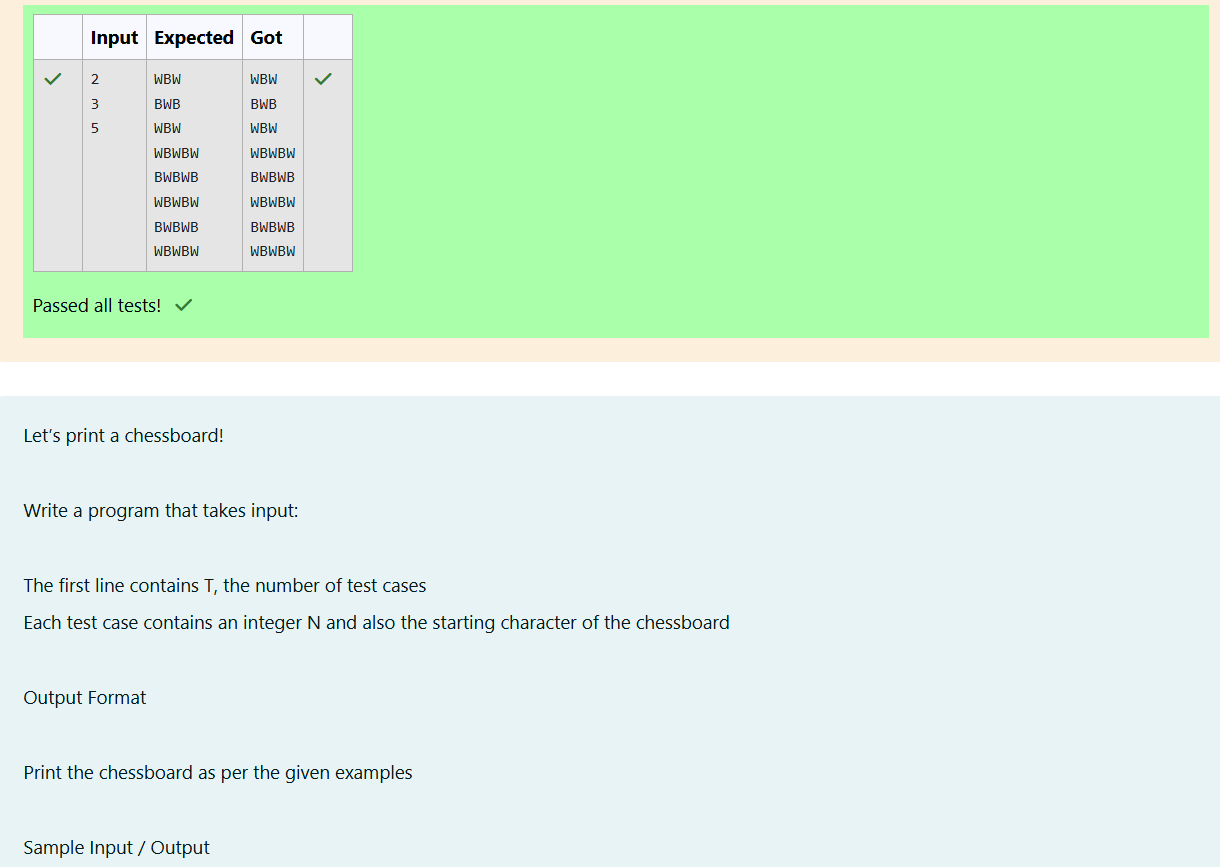 Input Expected Got
2 WBW WBW
3 BWB BWB
5 WBW WBW
WBWBW WBWBW
BWBWB BWBWB
WBWBW WBWBW
BWBWB BWBWB
WBWBW WBWBW
Passed all tests!
Let’s print a chessboard!
Write a program that takes input:
The first line contains T, the number of test cases
Each test case contains an integer N and also the starting character of the chessboard
Output Format
Print the chessboard as per the given examples
Sample Input / Output